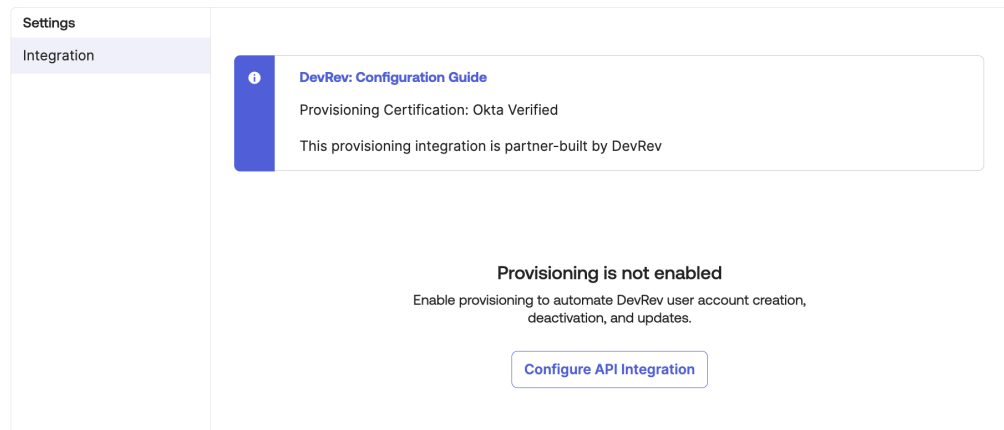 Settings
Integration
DevRev: Configuration Guide
Provisioning Certification: Okta Verified
This provisioning integration is partner-built by DevRev
Provisioning is not enabled
Enable provisioning to automate DevRev user account creation,
deactivation, and updates.
Configure API Integration